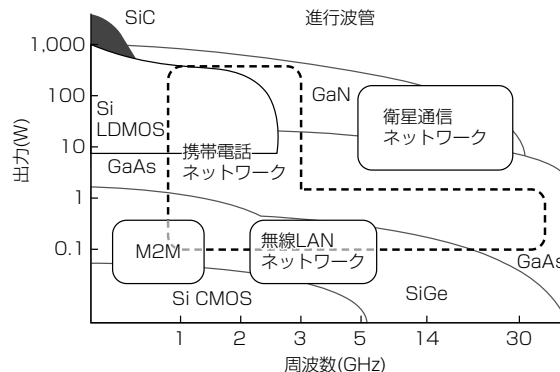 SiC
進行波管
1,000
100
10
1
0.1
出力(W)
GaN
衛星通信
ネットワーク
Si
LDMOS
GaAs
携帯電話
ネットワーク
M2M
無線LAN
ネットワーク
GaAs
Si CMOS
SiGe
1
2
3
5
14
30
周波数(GHz)